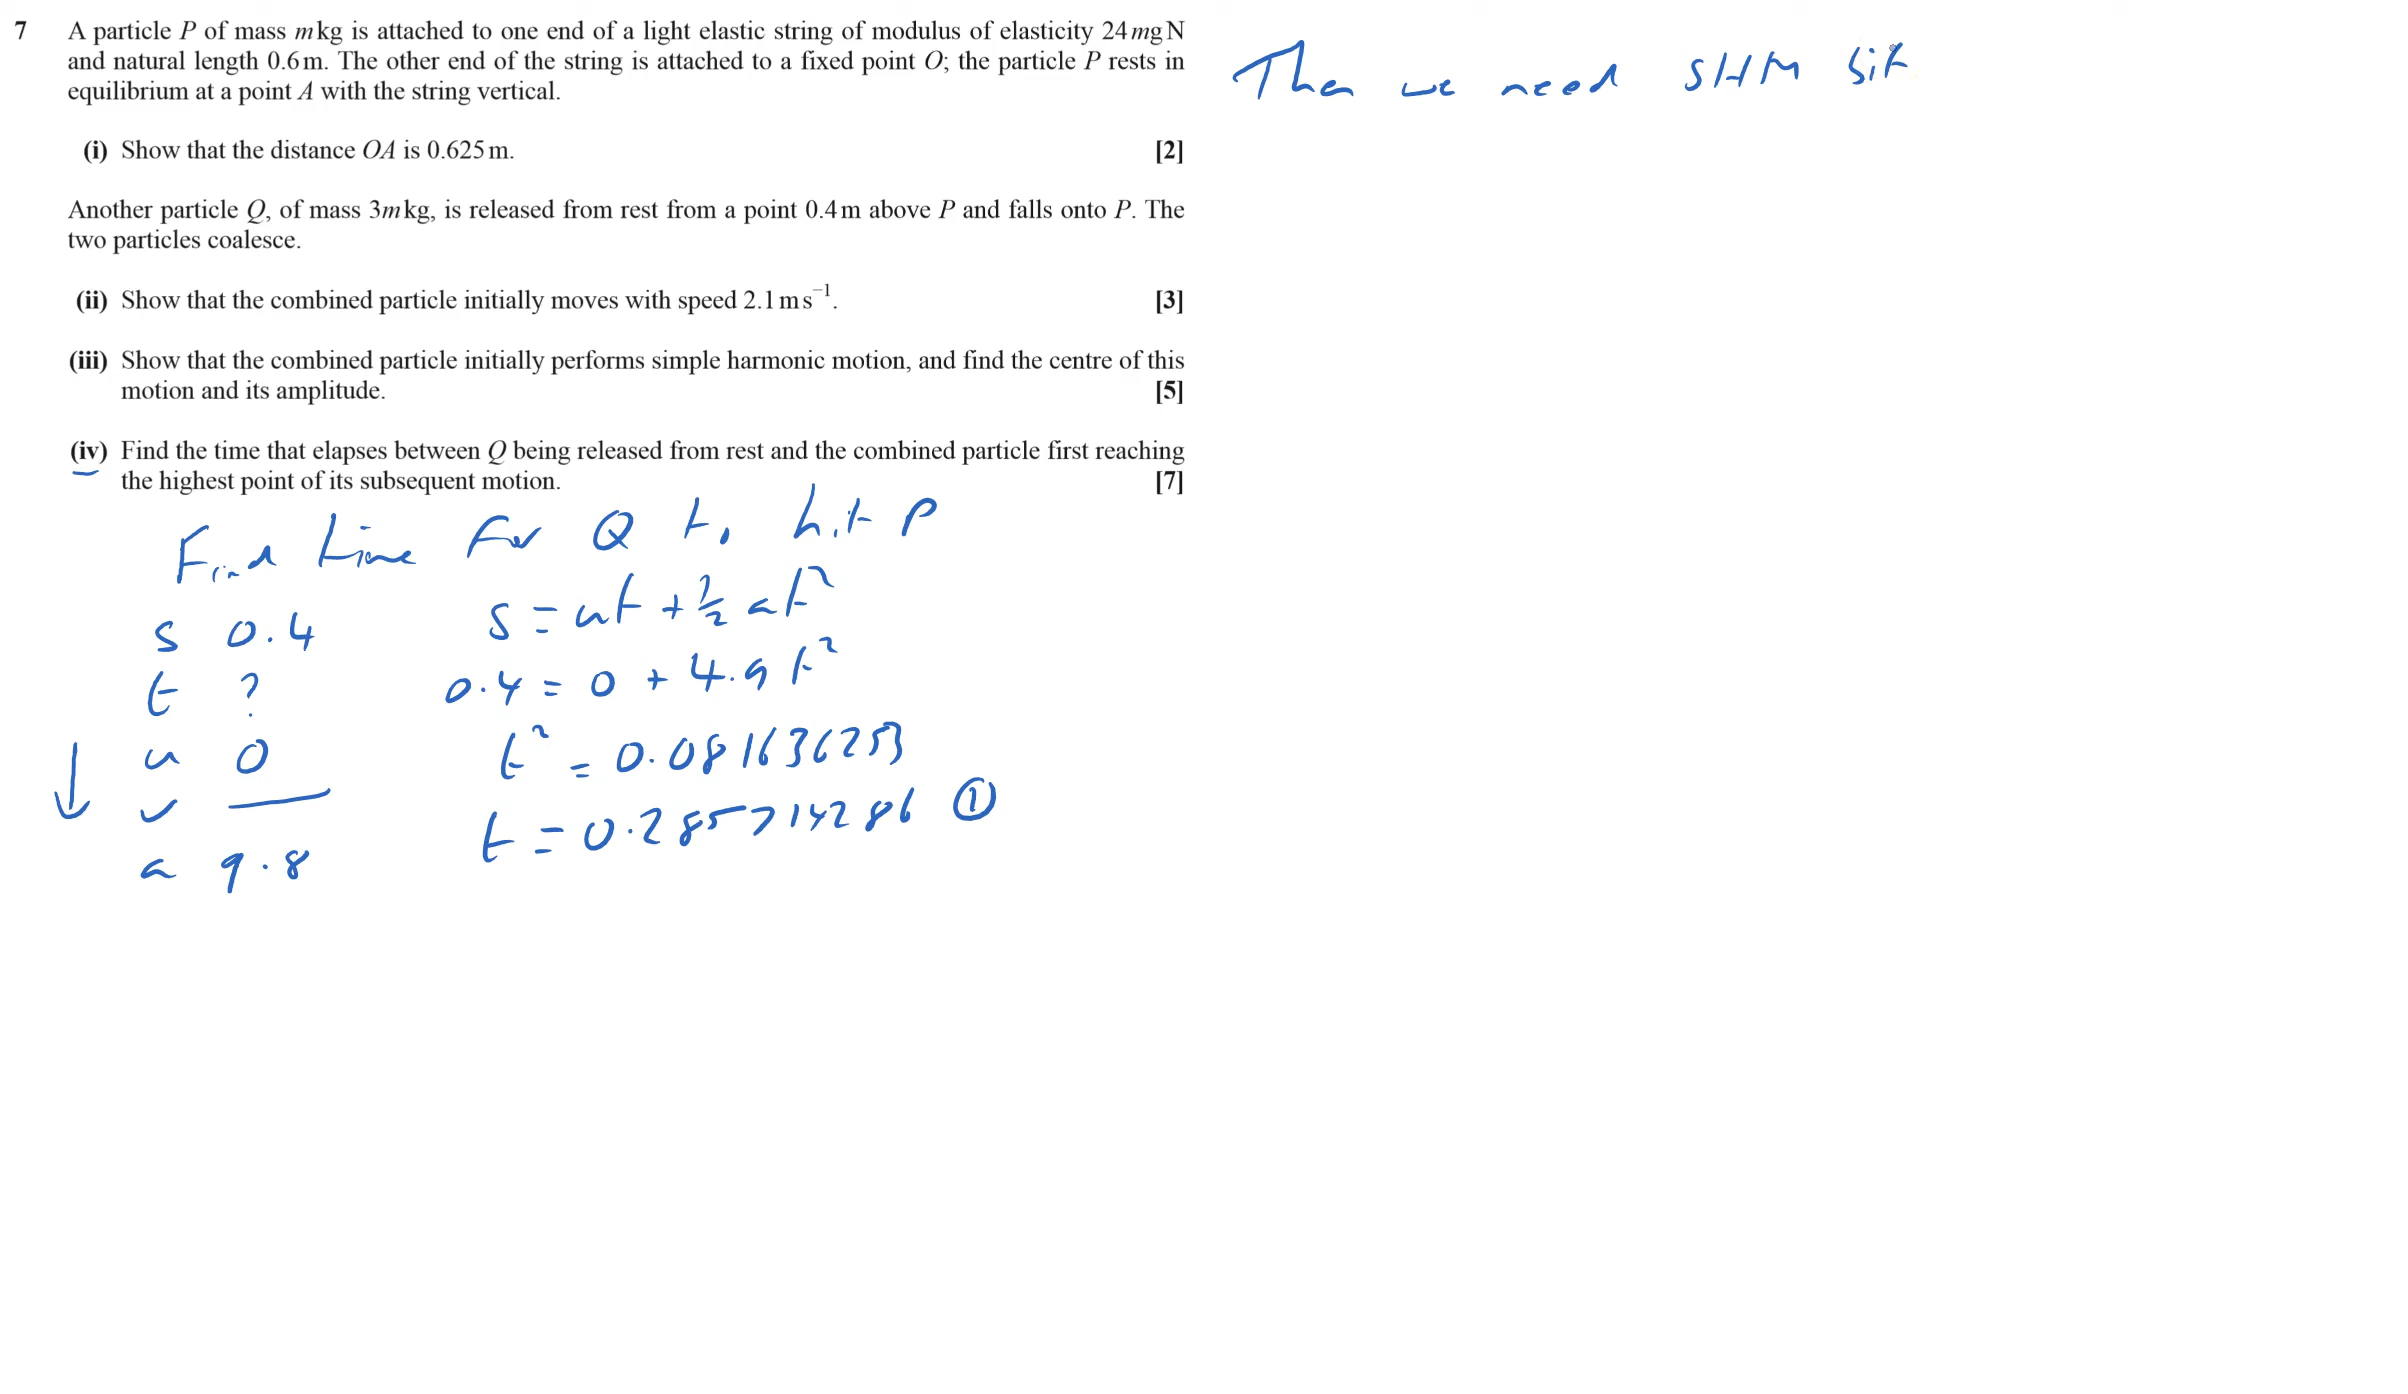 7 A particle P of mass m kg is attached to one end of a light elastic string of modulus of elasticity 24mg N
and natural length 0.6 m. The other end of the string is attached to a fixed point O; the particle P rests in
equilibrium at a point A with the string vertical.
(i) Show that the distance OA is 0.625 m. [2]
Another particle Q, of mass 3m kg, is released from rest from a point 0.4 m above P and falls onto P. The
two particles coalesce.
(ii) Show that the combined particle initially moves with speed 2.1 m s⁻¹. [3]
(iii) Show that the combined particle initially performs simple harmonic motion, and find the centre of this
motion and its amplitude. [5]
(iv) Find the time that elapses between Q being released from rest and the combined particle first reaching
the highest point of its subsequent motion. [7]
Find time for Q to hit P
s 0.4
t ?
u 0
v —
a 9.8
s = ut + ½ at²
0.4 = 0 + 4.9 t²
t² = 0.081636253
t = 0.285714286 ①
Then we need SHM bit